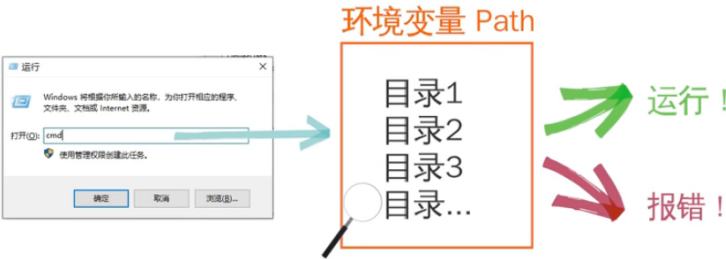 运行
Windows 将根据你所输入的名称，为你打开相应的程序、
文件夹、文档或 Internet 资源。
打开(O):
cmd
使用管理权限创建此任务。
确定
取消
浏览(B)...
环境变量 Path
目录1
目录2
目录3
目录...
运行！
报错！